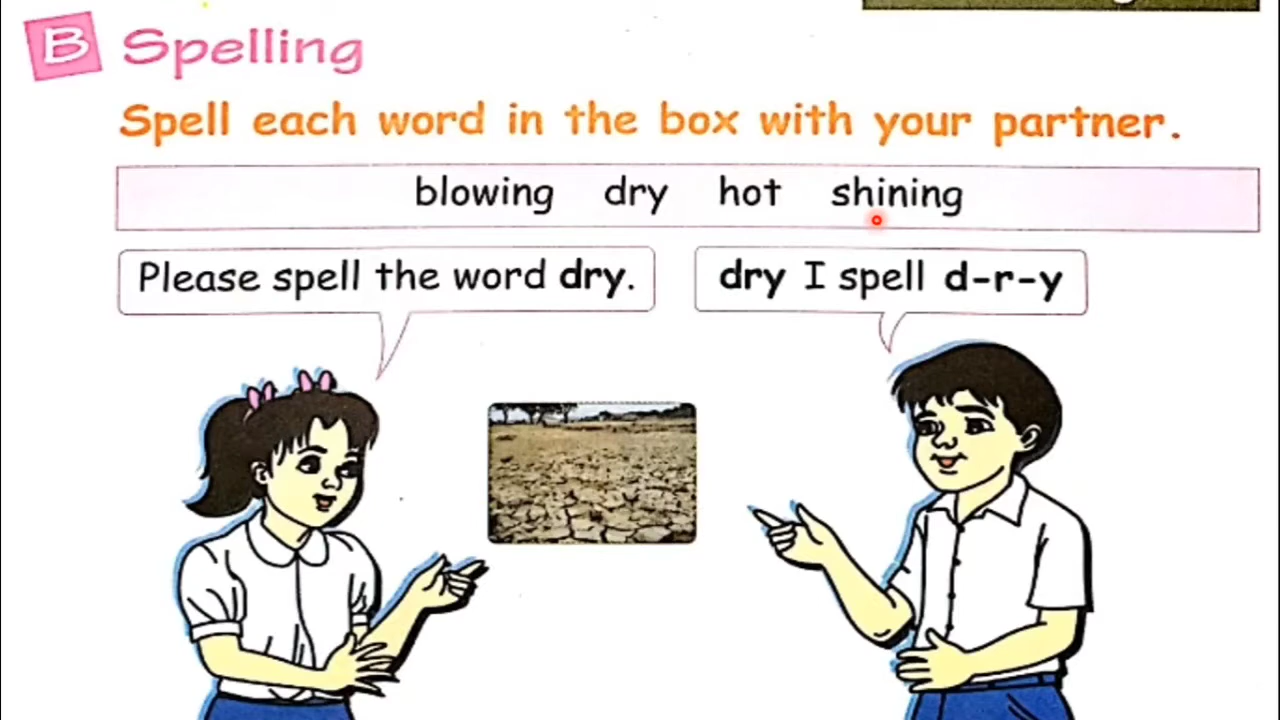 B Spelling
Spell each word in the box with your partner.
blowing dry hot shining
Please spell the word dry.
dry I spell d-r-y